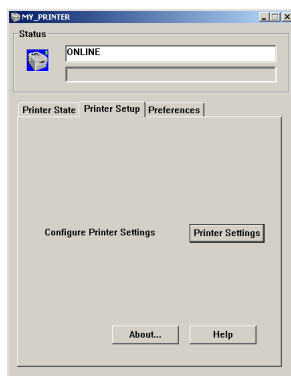 MY_PRINTER
Status
ONLINE
Printer State Printer Setup Preferences
Configure Printer Settings Printer Settings
About... Help